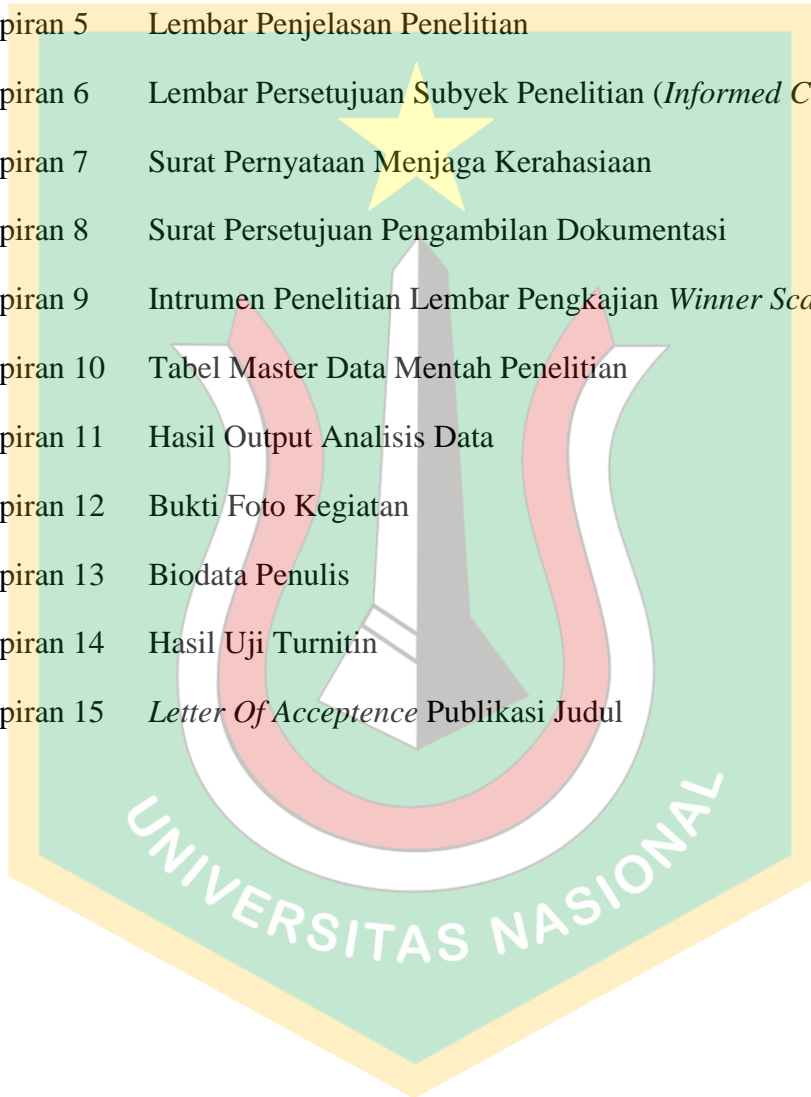 piran 5 Lembar Penjelasan Penelitian
piran 6 Lembar Persetujuan Subyek Penelitian (Informed C
piran 7 Surat Pernyataan Menjaga Kerahasiaan
piran 8 Surat Persetujuan Pengambilan Dokumentasi
piran 9 Intrumen Penelitian Lembar Pengkajian Winner Sca
piran 10 Tabel Master Data Mentah Penelitian
piran 11 Hasil Output Analisis Data
piran 12 Bukti Foto Kegiatan
piran 13 Biodata Penulis
piran 14 Hasil Uji Turnitin
piran 15 Letter Of Acceptence Publikasi Judul
UNIVERSITAS NASIONAL